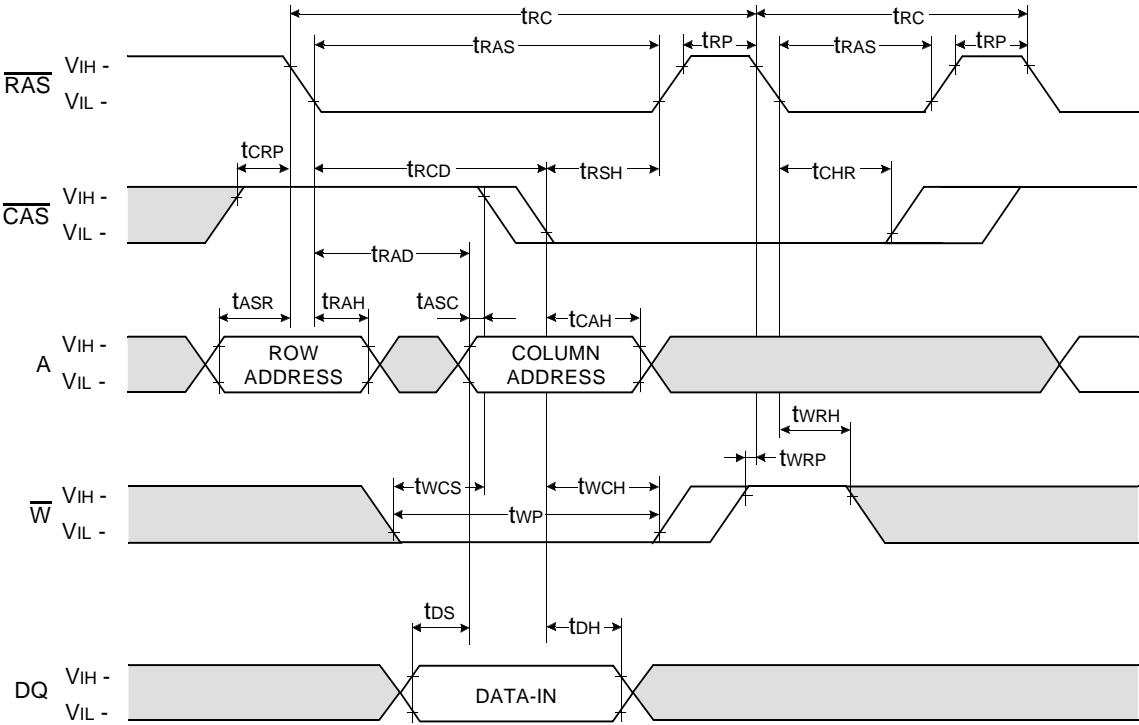 tRC tRC
tRAS tRP tRAS tRP
RAS VIH -
VIL -
tCRP tRCD tRSH tCHR
CAS VIH -
VIL -
tRAD
tASR tRAH tASC tCAH
A VIH -
VIL -
ROW ADDRESS
COLUMN ADDRESS
tWRH
tWRP
tWCS tWCH
W VIH -
VIL -
tWP
tDS tDH
DQ VIH -
VIL -
DATA-IN